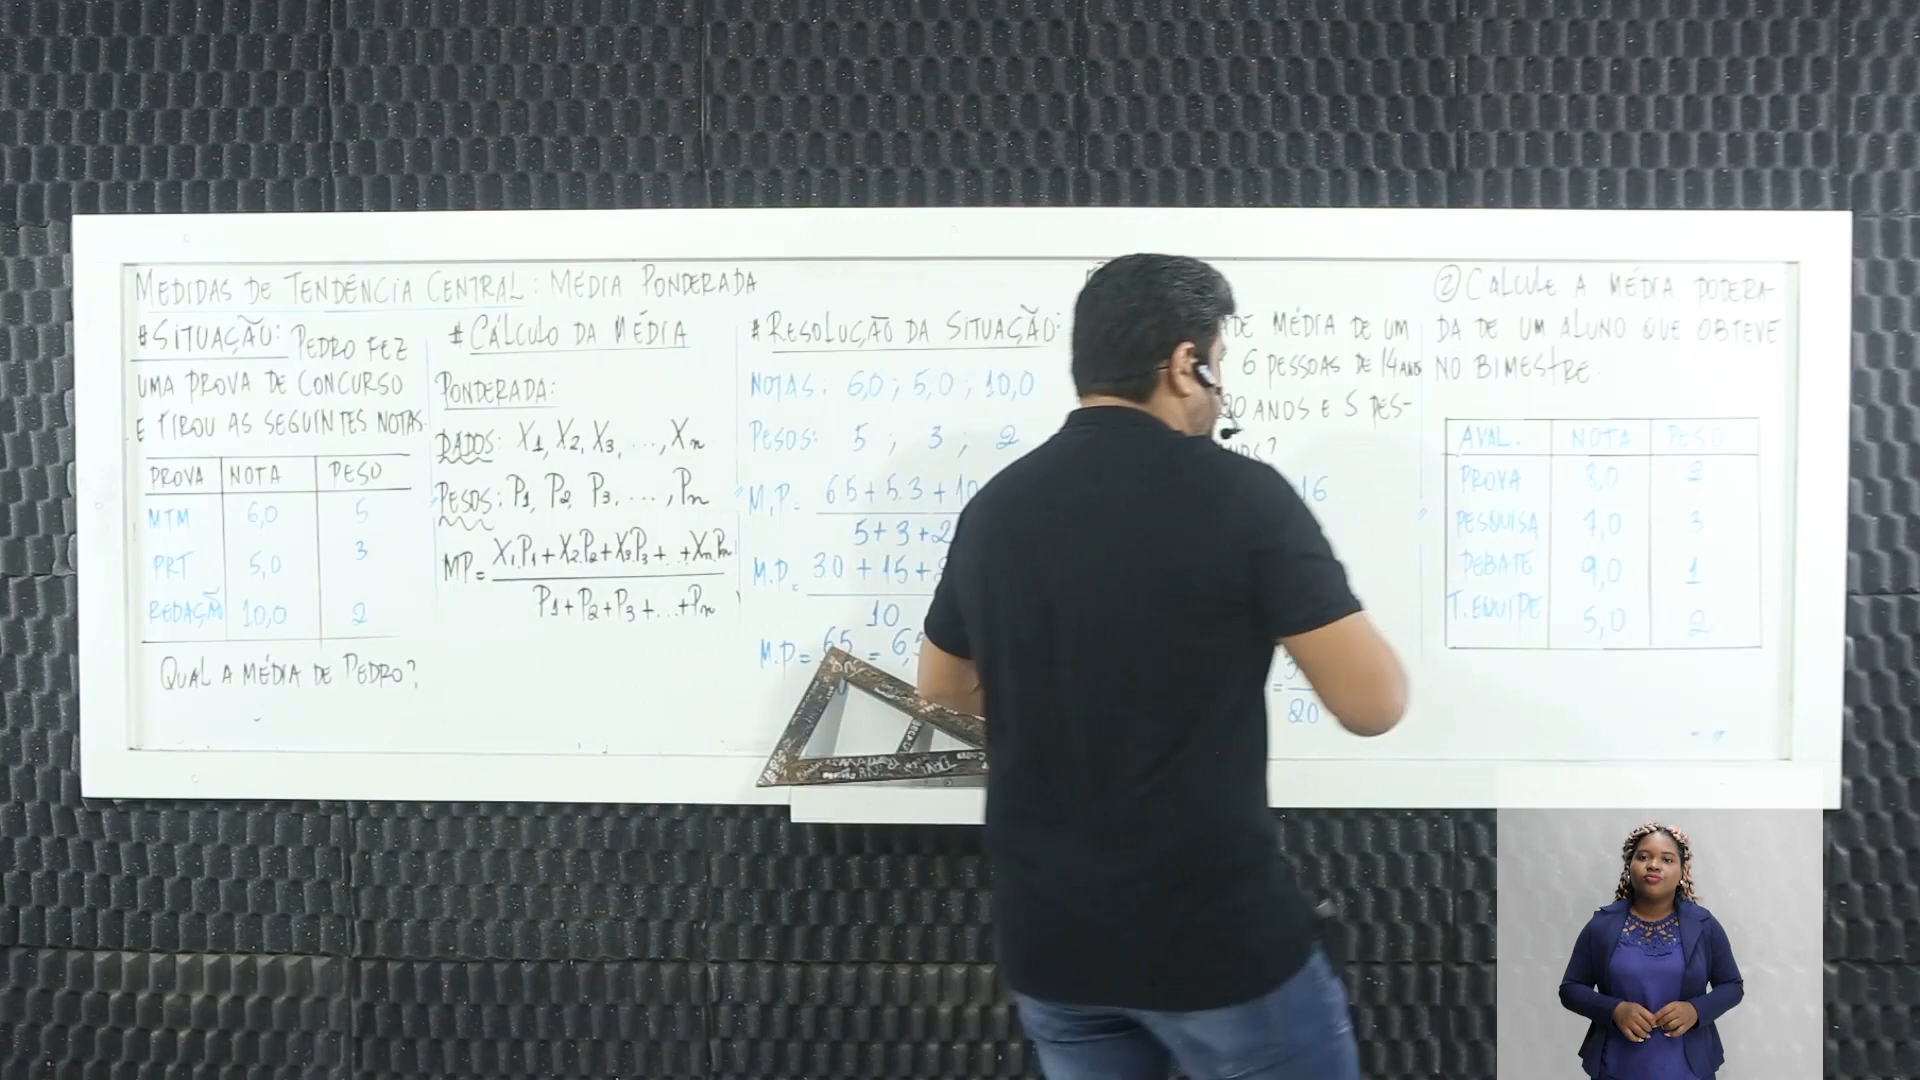 MEDIDAS DE TENDÊNCIA CENTRAL: MÉDIA PONDERADA
#SITUAÇÃO: PEDRO FEZ
UMA PROVA DE CONCURSO
E TIROU AS SEGUINTES NOTAS.
PROVA NOTA PESO
MTM 6,0 5
PRT 5,0 3
REDAÇÃO 10,0 2
QUAL A MÉDIA DE PEDRO?
# CÁLCULO DA MÉDIA
PONDERADA:
DADOS: X1, X2, X3, ..., Xn
PESOS: P1, P2, P3, ..., Pn
MP = X1.P1+X2.P2+X3.P3+...+Xn.Pn
P1+P2+P3+...+Pn
# RESOLUÇÃO DA SITUAÇÃO:
NOTAS: 6,0 ; 5,0 ; 10,0
PESOS: 5 ; 3 ; 2
M.P= 6.5+5.3+10
5+3+2
M.P= 30+15+
10
M.P= 65 = 6,5
DE MÉDIA DE UM
6 PESSOAS DE 14 ANOS
20 ANOS E 5 PES-
16
=
20
② CALCULE A MÉDIA PODERA-
DA DE UM ALUNO QUE OBTEVE
NO BIMESTRE.
AVAL. NOTA PESO
PROVA 8,0 2
PESQUISA 7,0 3
DEBATE 9,0 1
T. EQUIPE 5,0 2